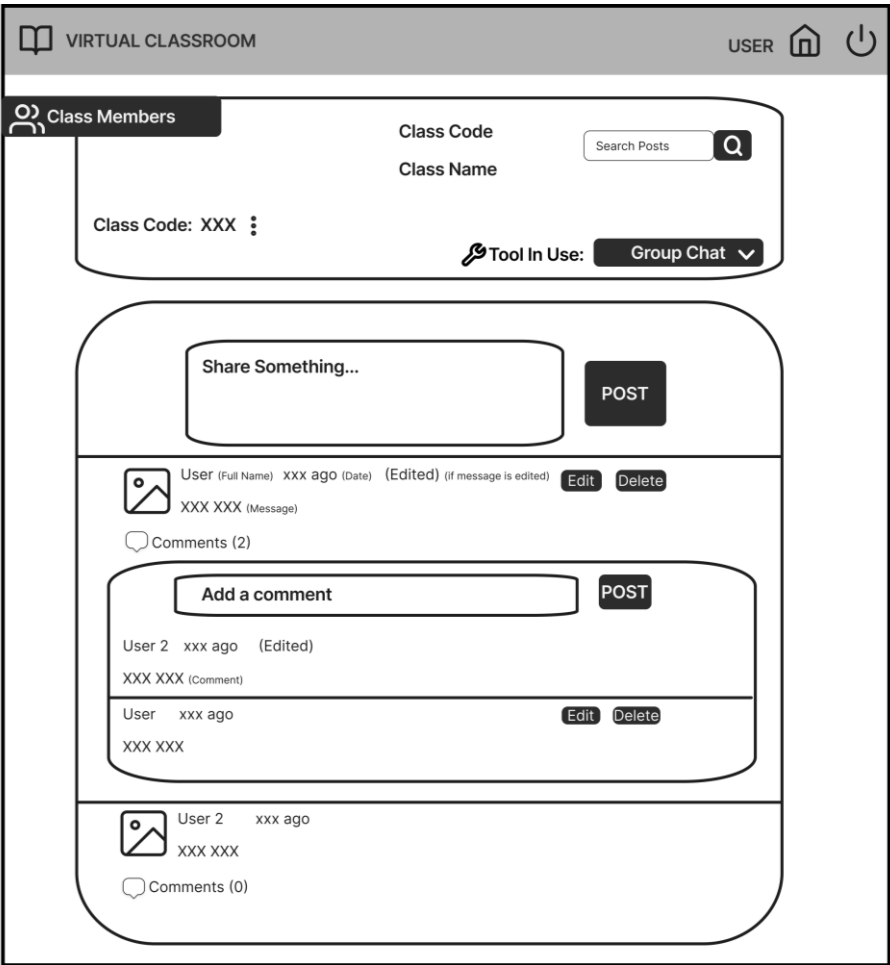 VIRTUAL CLASSROOM USER
Class Members
Class Code
Search Posts
Class Name
Class Code: XXX
Tool In Use: Group Chat
Share Something...
POST
User (Full Name) xxx ago (Date) (Edited) (if message is edited) Edit Delete
XXX XXX (Message)
Comments (2)
Add a comment POST
User 2 xxx ago (Edited)
XXX XXX (Comment)
User xxx ago Edit Delete
XXX XXX
User 2 xxx ago
XXX XXX
Comments (0)